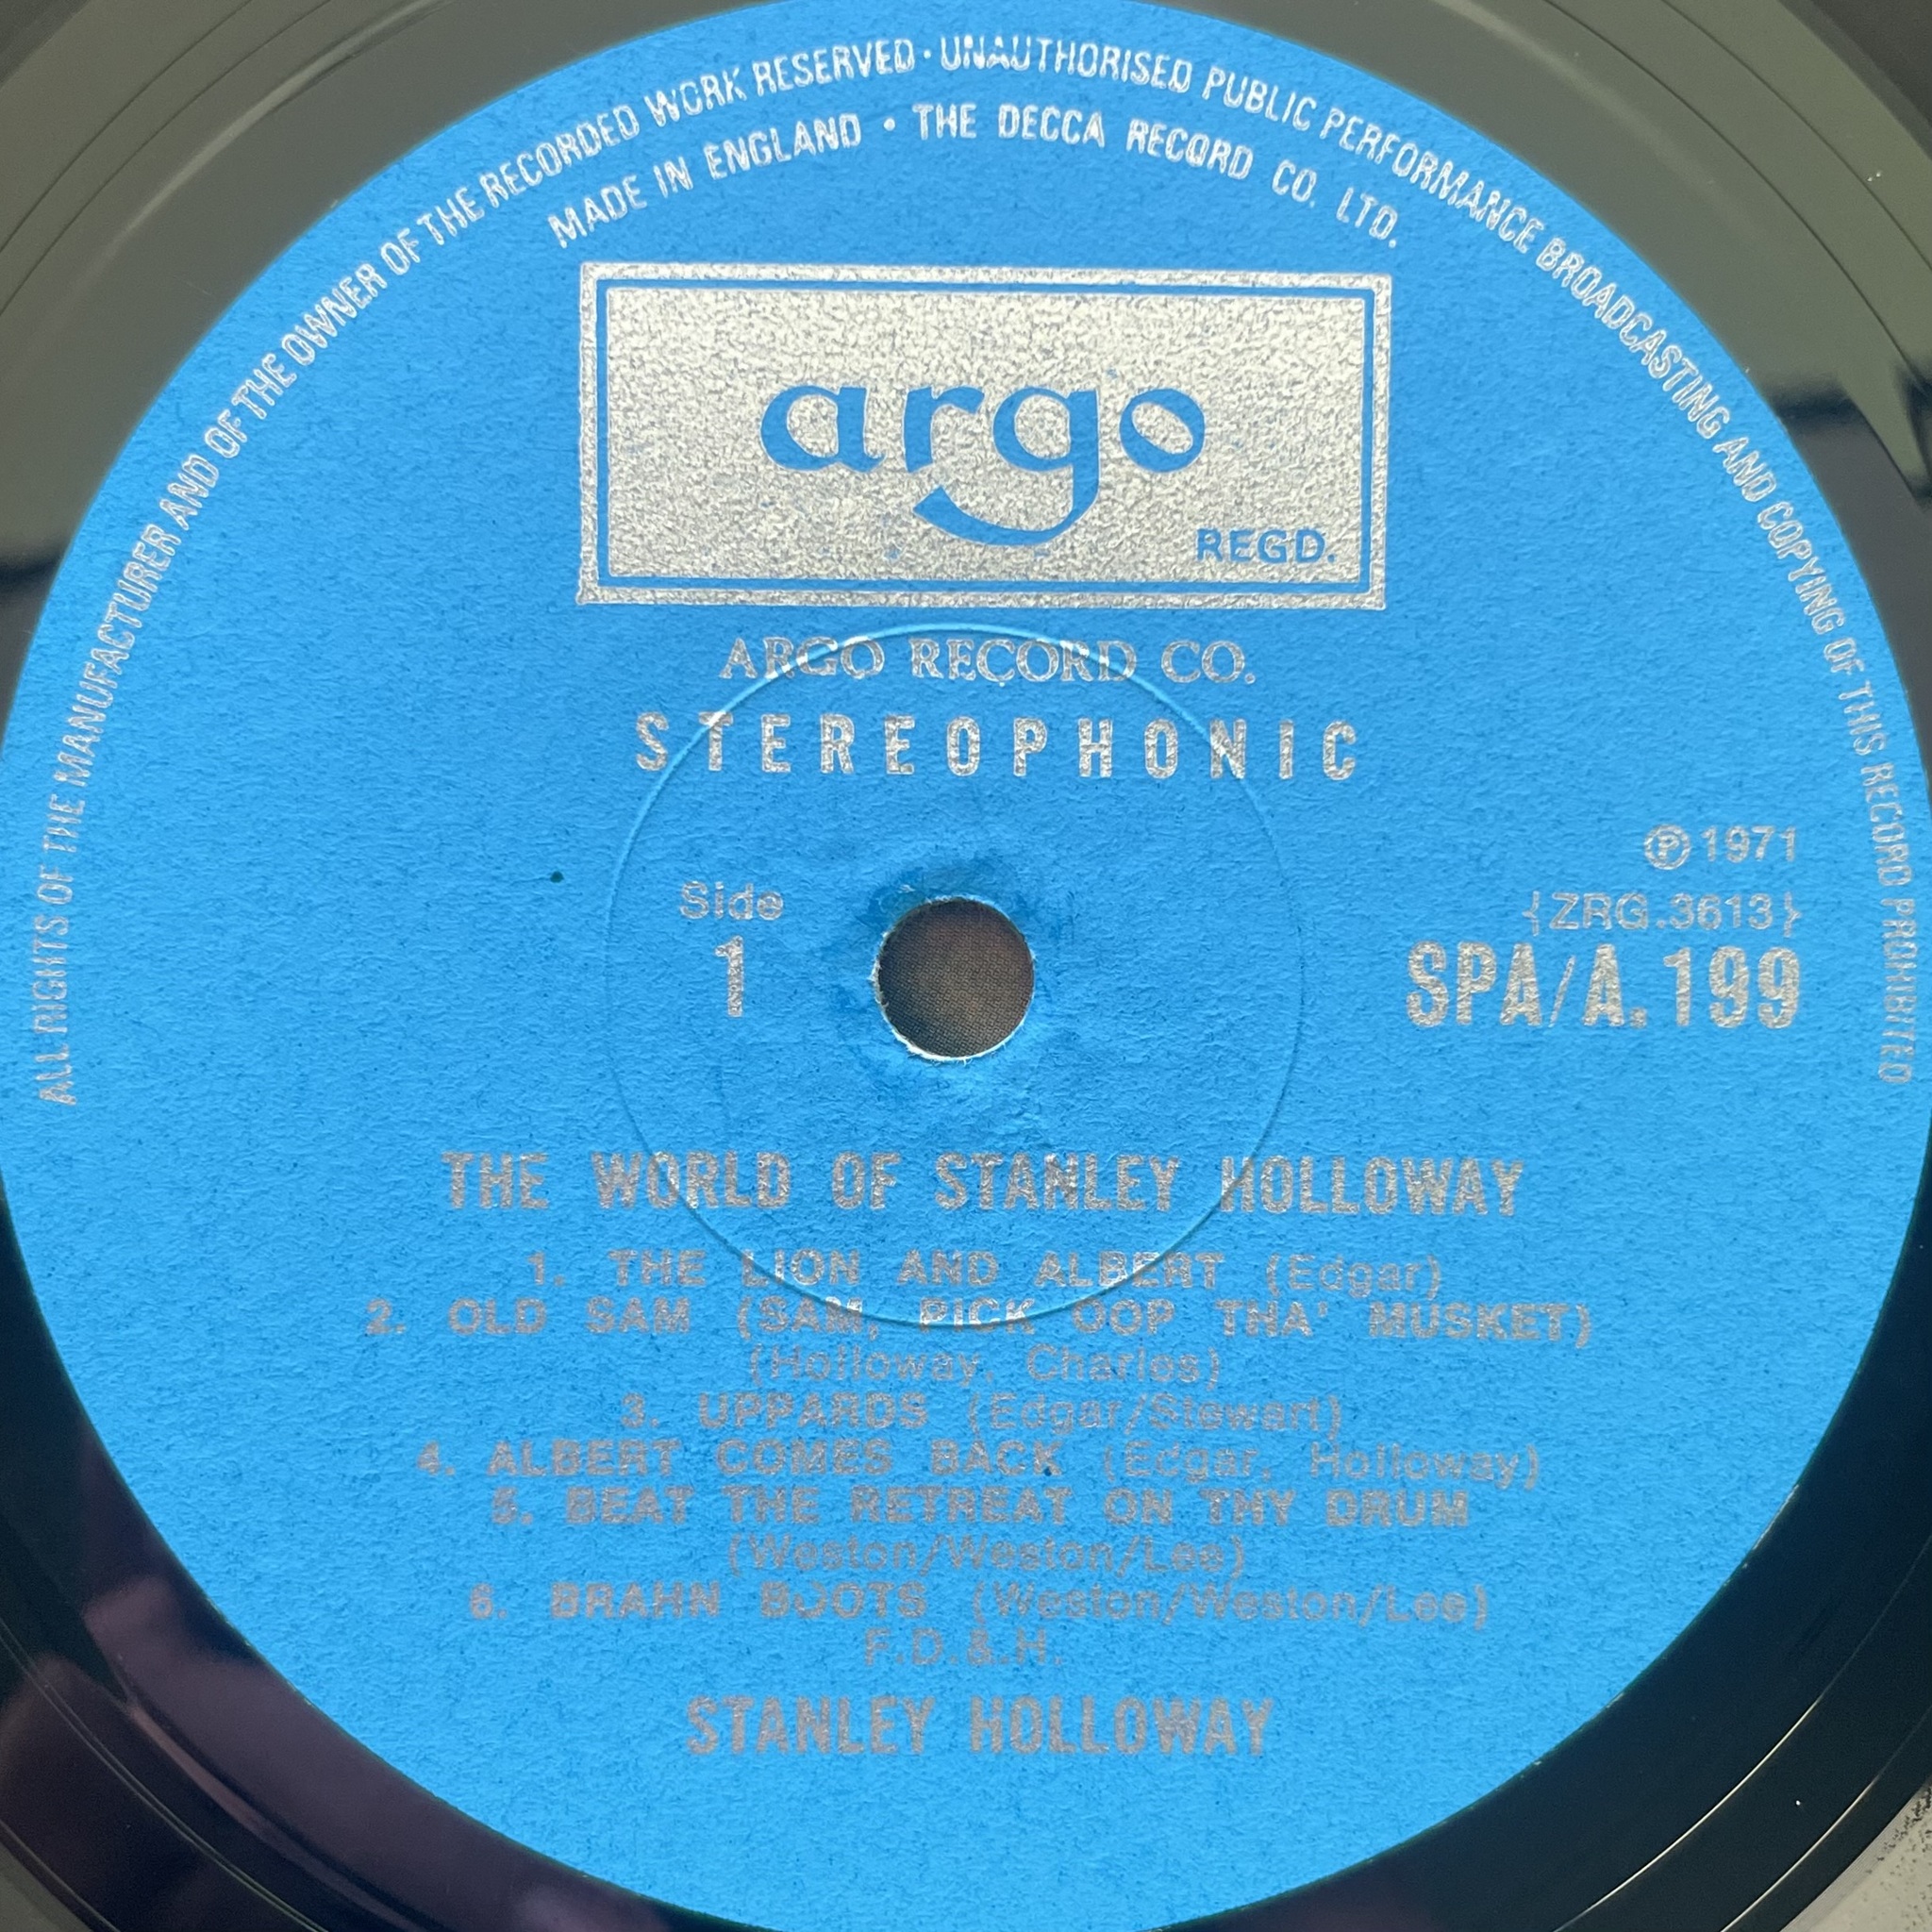 ALL RIGHTS OF THE MANUFACTURER AND OF THE OWNER OF THE RECORDED WORK RESERVED · UNAUTHORISED PUBLIC PERFORMANCE BROADCASTING AND COPYING OF THIS RECORD PROHIBITED
MADE IN ENGLAND • THE DECCA RECORD CO. LTD.
argo
REGD.
ARGO RECORD CO.
STEREOPHONIC
℗1971
Side
{ZRG.3613}
1
SPA/A.199
THE WORLD OF STANLEY HOLLOWAY
1. THE LION AND ALBERT (Edgar)
2. OLD SAM (SAM, PICK OOP THA' MUSKET)
(Holloway, Charles)
3. UPPARDS (Edgar/Stewart)
4. ALBERT COMES BACK (Edgar, Holloway)
5. BEAT THE RETREAT ON THY DRUM
(Weston/Weston/Lee)
6. BRAHN BOOTS (Weston/Weston/Lee)
F.D.&.H.
STANLEY HOLLOWAY